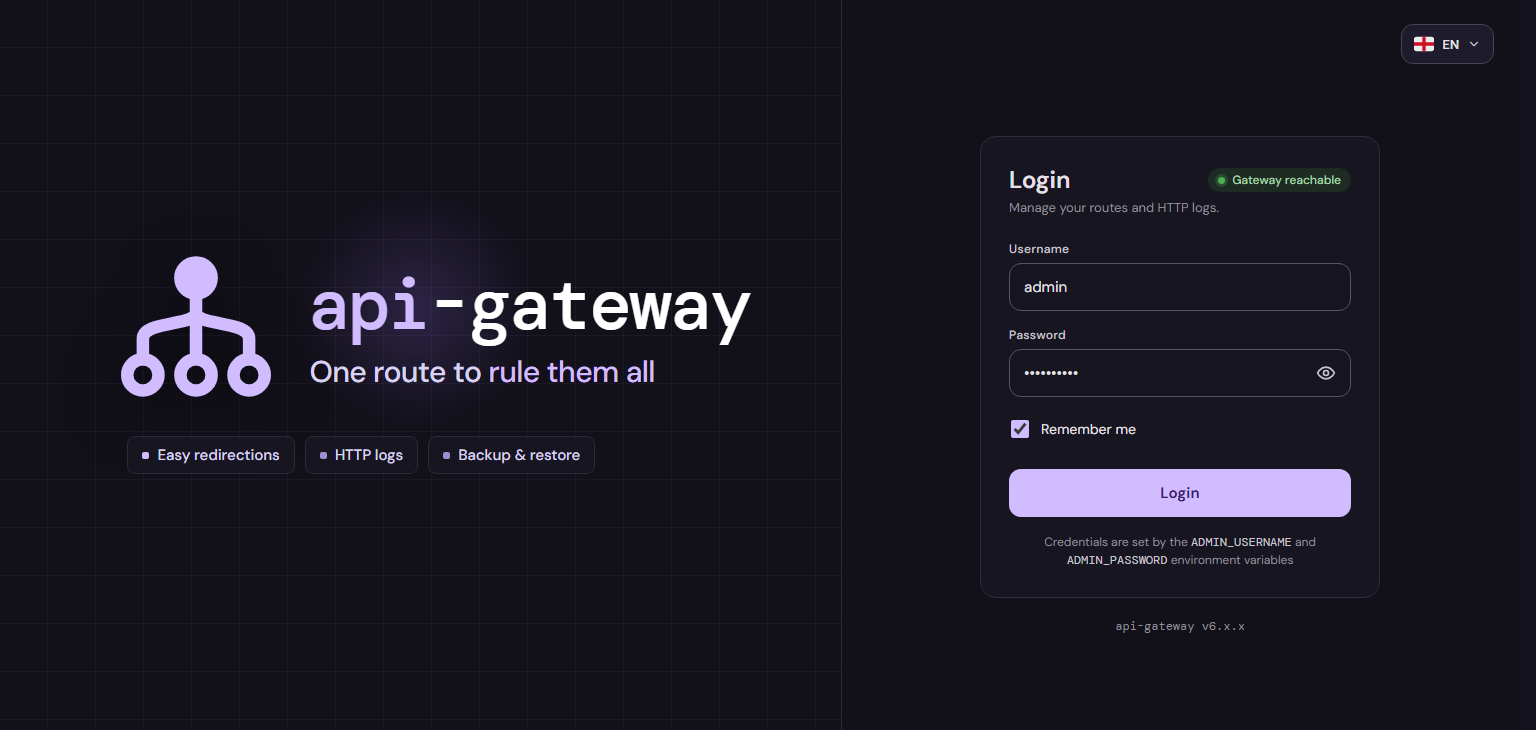 EN
api-gateway
One route to rule them all
Easy redirections
HTTP logs
Backup & restore
Login
Gateway reachable
Manage your routes and HTTP logs.
Username
admin
Password
••••••••••
Remember me
Login
Credentials are set by the ADMIN_USERNAME and
ADMIN_PASSWORD environment variables
api-gateway v6.x.x